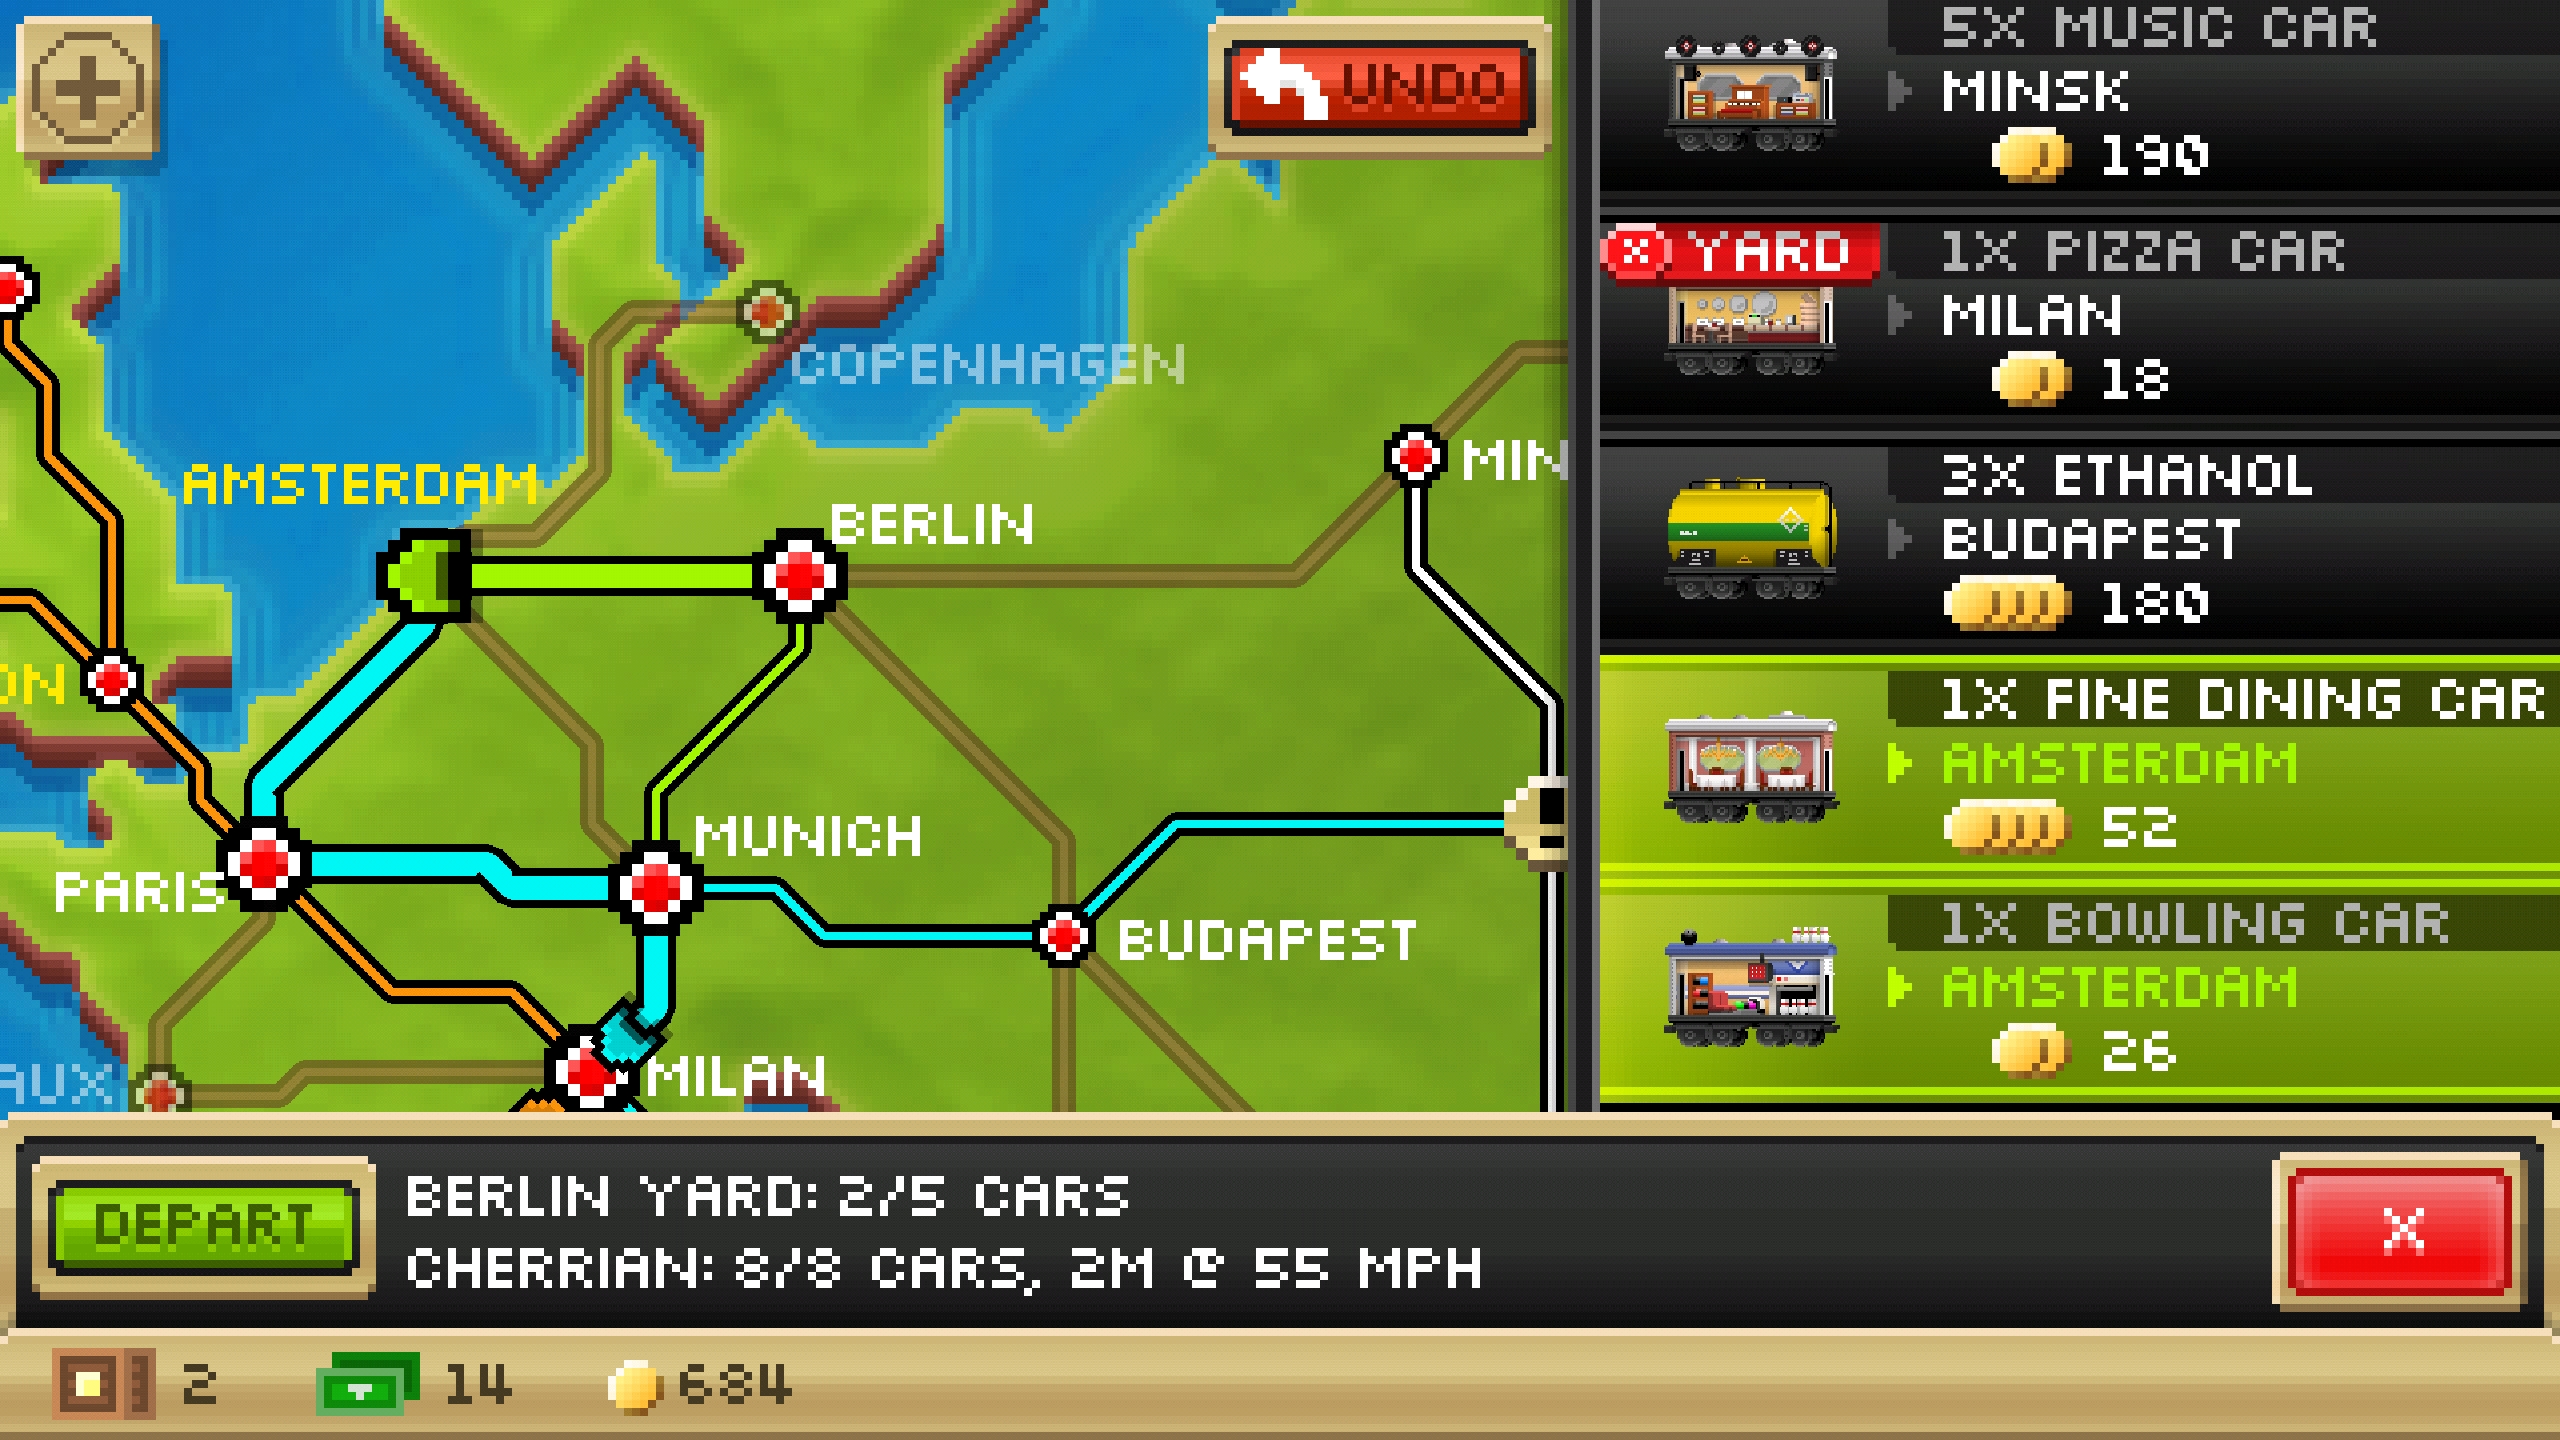 UNDO
COPENHAGEN
AMSTERDAM
BERLIN
MIN
ON
MUNICH
PARIS
BUDAPEST
AUX
MILAN
5X MUSIC CAR
MINSK
190
YARD
1X PIZZA CAR
MILAN
18
3X ETHANOL
BUDAPEST
180
1X FINE DINING CAR
AMSTERDAM
52
1X BOWLING CAR
AMSTERDAM
26
DEPART
BERLIN YARD: 2/5 CARS
CHERRIAN: 8/8 CARS, 2M @ 55 MPH
X
2
14
684